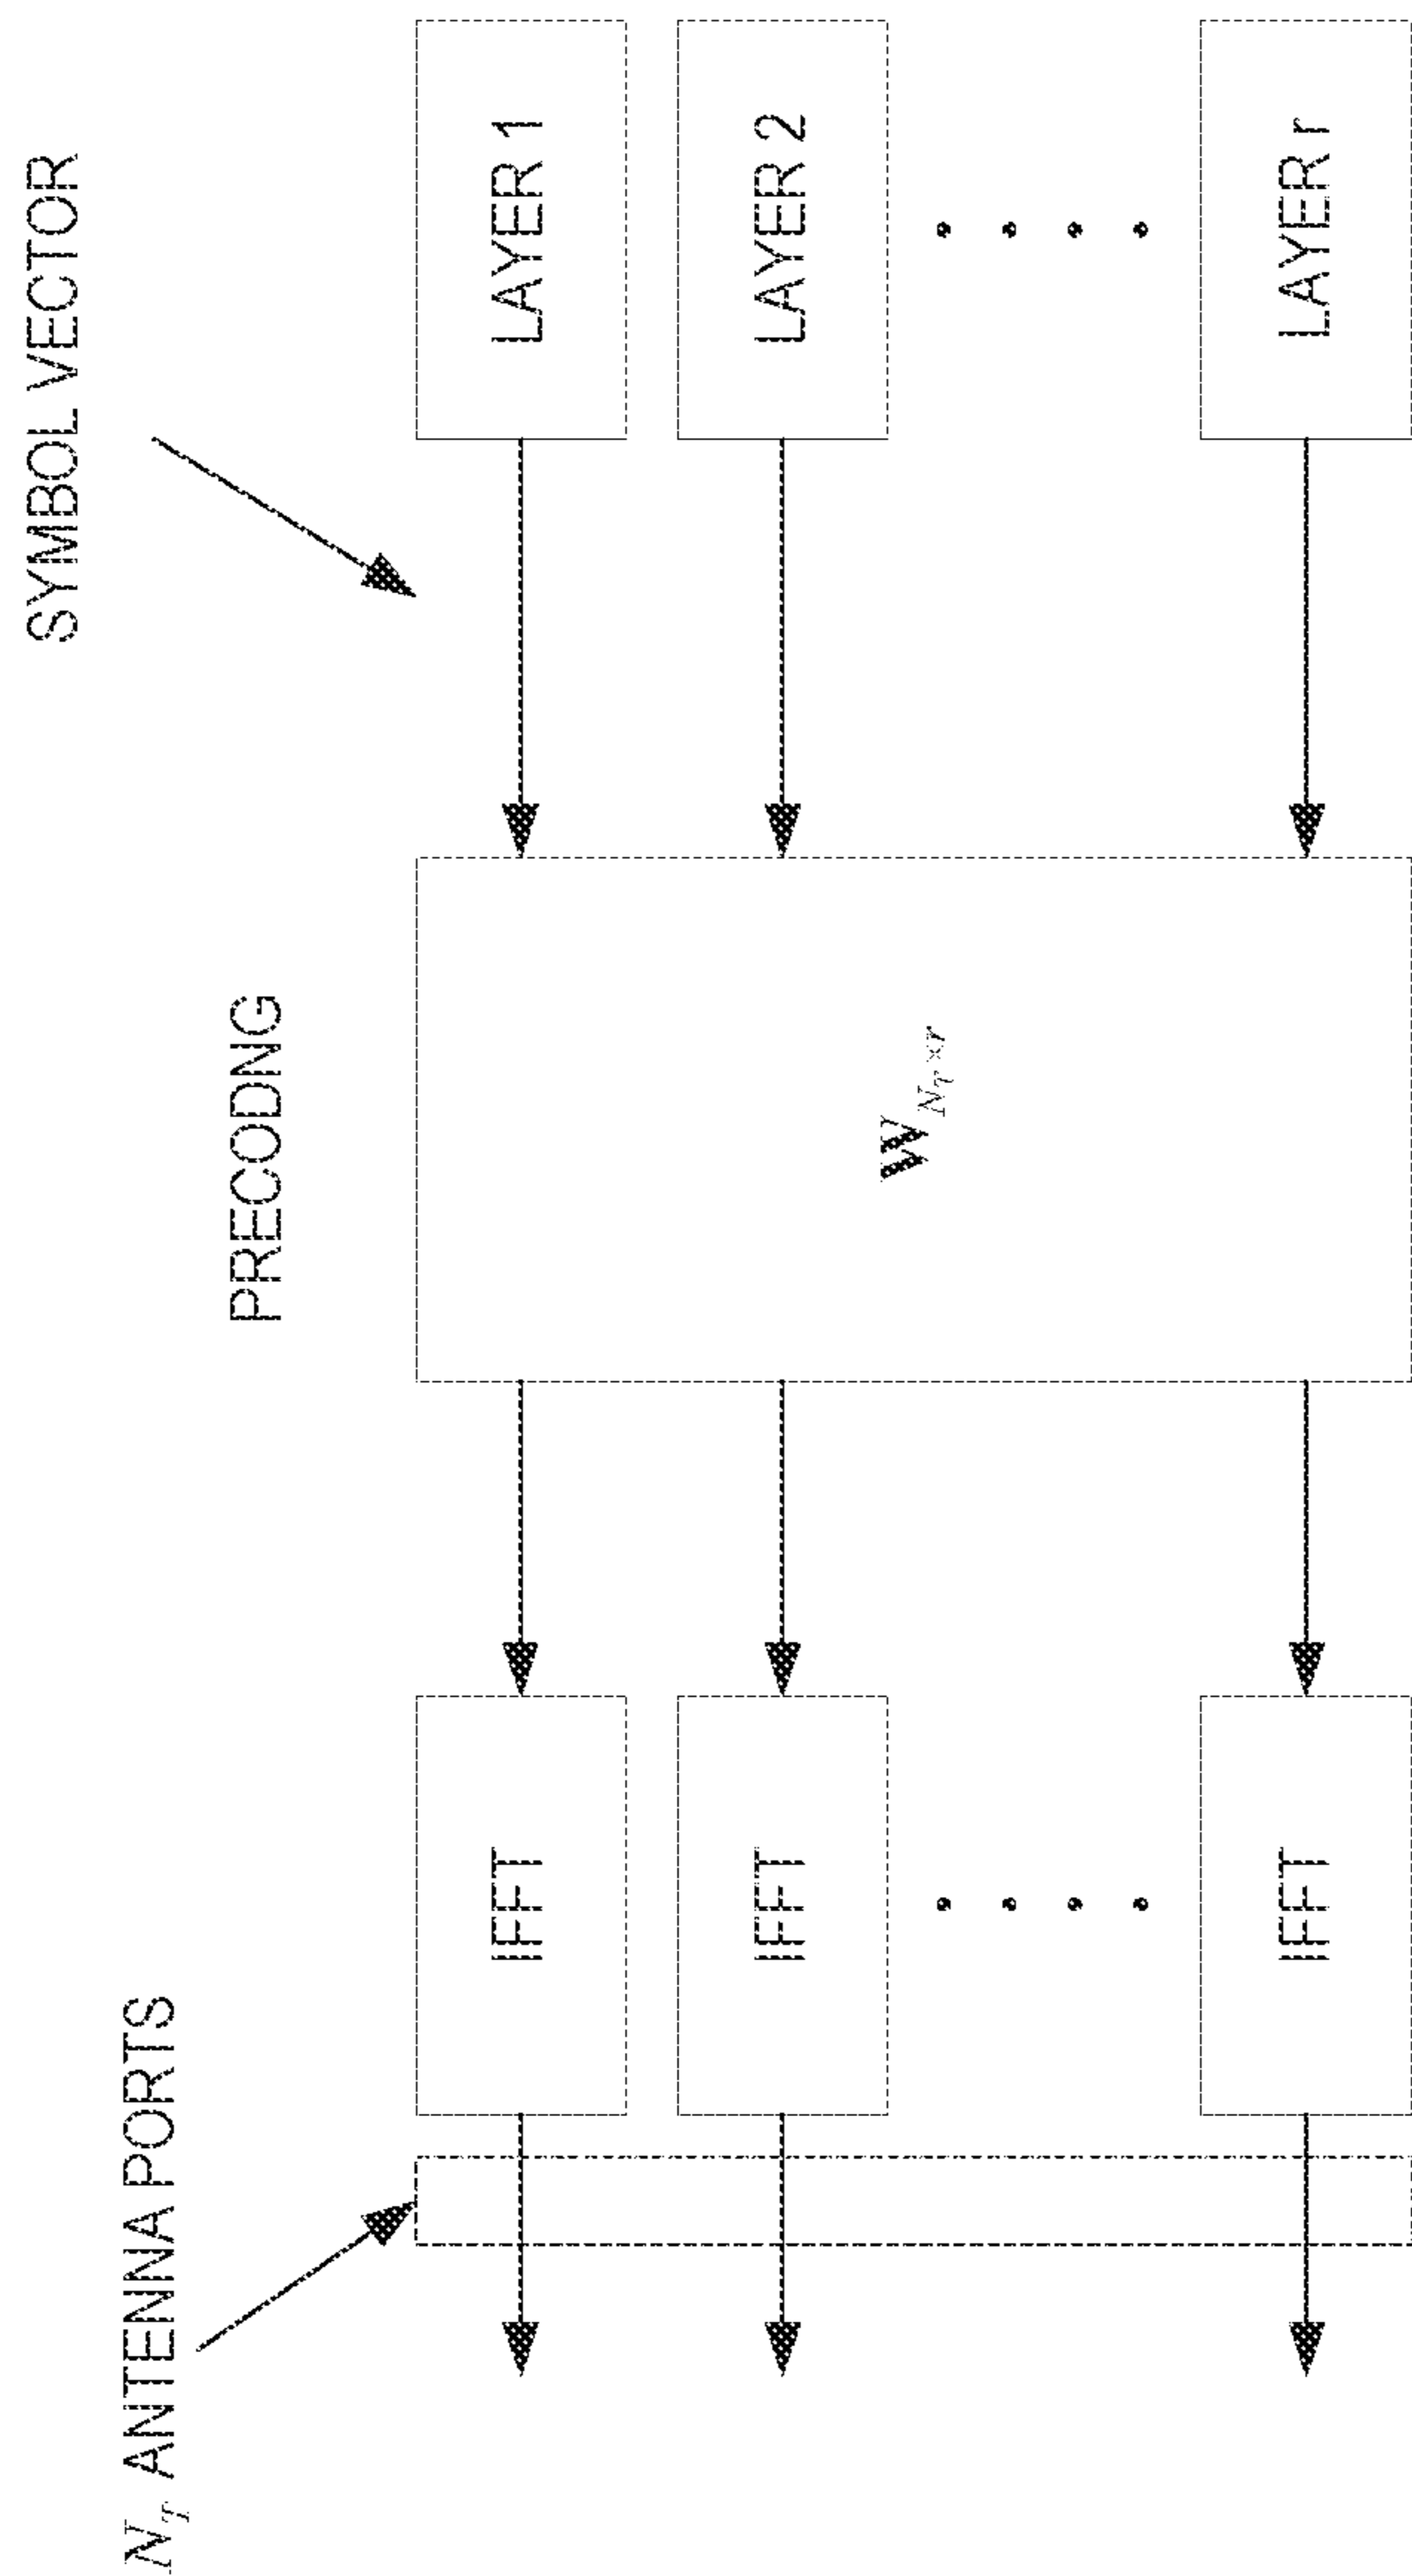 SYMBOL VECTOR
PRECODNG
N_T ANTENNA PORTS
LAYER 1
LAYER 2
LAYER r
W_{N_T×r}
IFFT
IFFT
IFFT